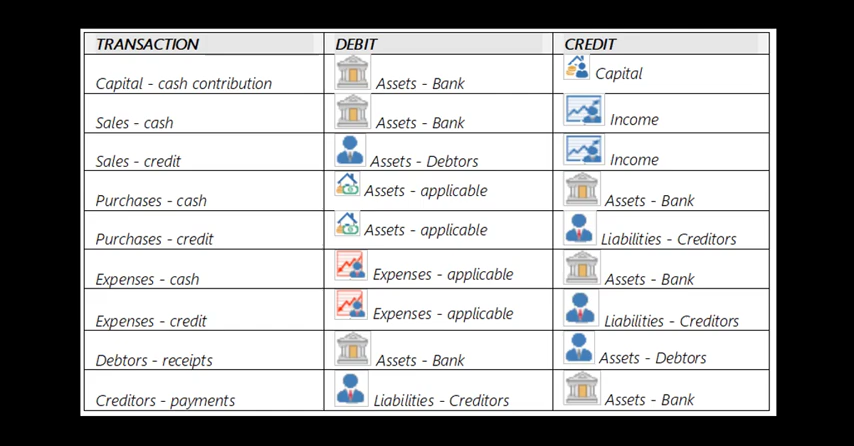 TRANSACTION DEBIT CREDIT
Capital - cash contribution Assets - Bank Capital
Sales - cash Assets - Bank Income
Sales - credit Assets - Debtors Income
Purchases - cash Assets - applicable Assets - Bank
Purchases - credit Assets - applicable Liabilities - Creditors
Expenses - cash Expenses - applicable Assets - Bank
Expenses - credit Expenses - applicable Liabilities - Creditors
Debtors - receipts Assets - Bank Assets - Debtors
Creditors - payments Liabilities - Creditors Assets - Bank